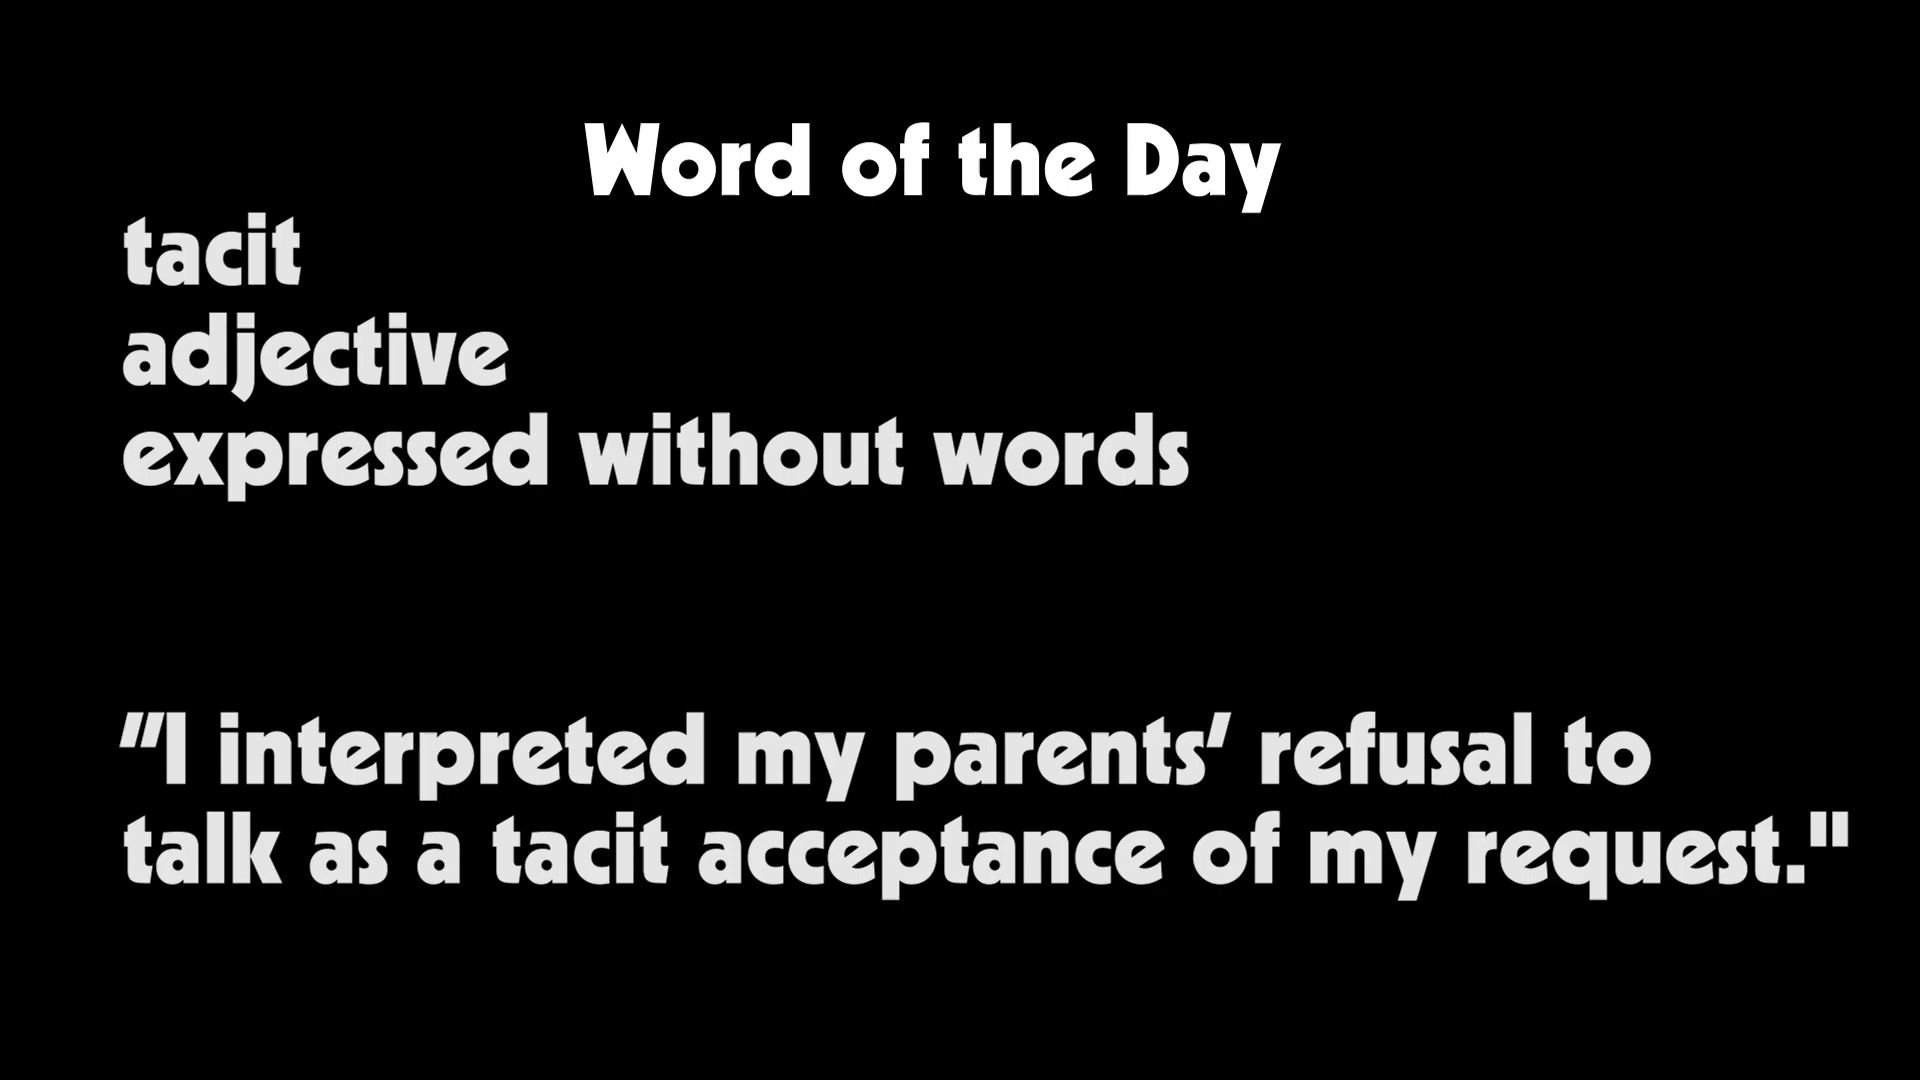 Word of the Day
tacit
adjective
expressed without words
"I interpreted my parents' refusal to
talk as a tacit acceptance of my request."